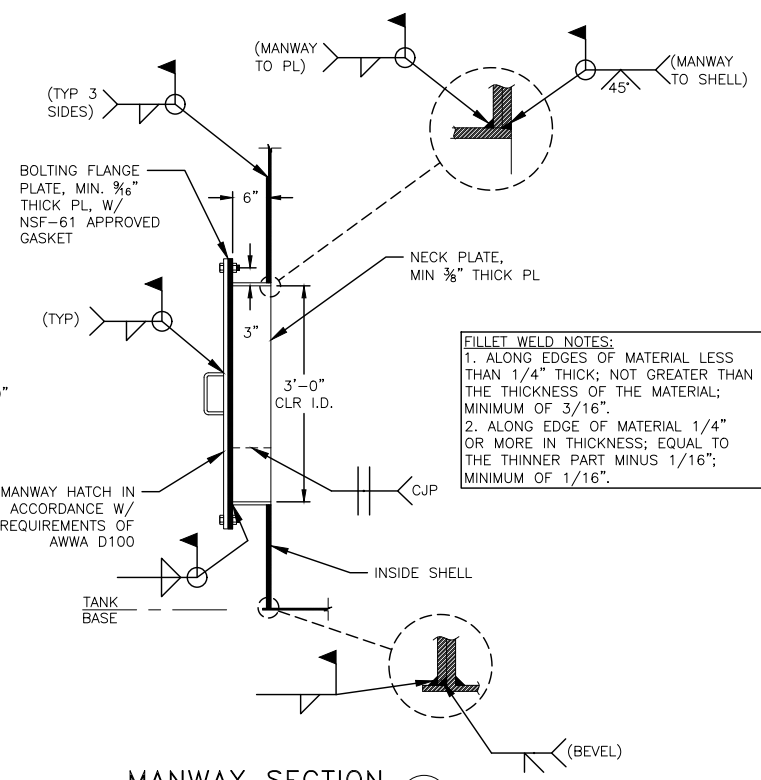 (MANWAY
TO PL)
(MANWAY
TO SHELL)
45°
(TYP 3
SIDES)
BOLTING FLANGE
PLATE, MIN. 9/16"
THICK PL, W/
NSF-61 APPROVED
GASKET
6"
NECK PLATE,
MIN 3/8" THICK PL
(TYP)
3"
3'-0"
CLR I.D.
FILLET WELD NOTES:
1. ALONG EDGES OF MATERIAL LESS
THAN 1/4" THICK; NOT GREATER THAN
THE THICKNESS OF THE MATERIAL;
MINIMUM OF 3/16".
2. ALONG EDGE OF MATERIAL 1/4"
OR MORE IN THICKNESS; EQUAL TO
THE THINNER PART MINUS 1/16";
MINIMUM OF 1/16".
MANWAY HATCH IN
ACCORDANCE W/
REQUIREMENTS OF
AWWA D100
CJP
INSIDE SHELL
TANK
BASE
(BEVEL)
MANWAY SECTION